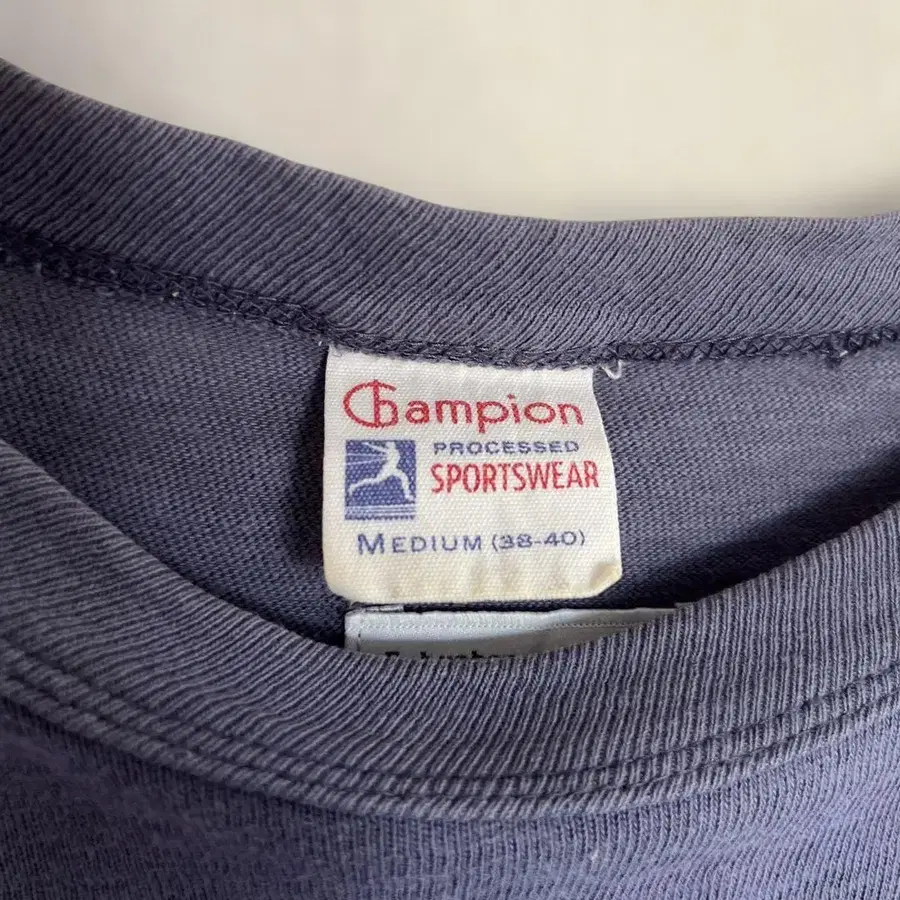 Champion
PROCESSED
SPORTSWEAR
MEDIUM (38-40)